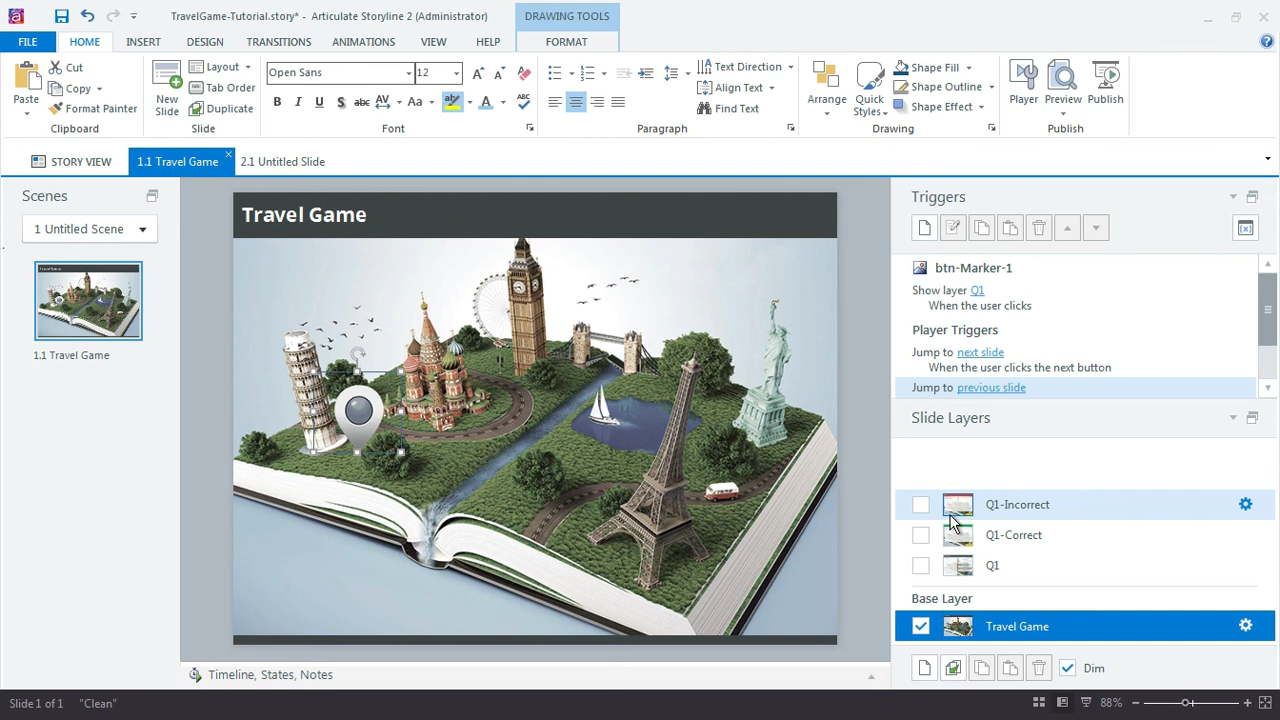 TravelGame-Tutorial.story* - Articulate Storyline 2 (Administrator)
DRAWING TOOLS
FILE
HOME
INSERT
DESIGN
TRANSITIONS
ANIMATIONS
VIEW
HELP
FORMAT
Paste
Cut
Copy
Format Painter
Clipboard
New Slide
Layout
Tab Order
Duplicate
Slide
Open Sans
12
B I U S abc AV Aa A
Font
Text Direction
Align Text
Find Text
Paragraph
Arrange
Quick Styles
Shape Fill
Shape Outline
Shape Effect
Drawing
Player
Preview
Publish
Publish
STORY VIEW
1.1 Travel Game
2.1 Untitled Slide
Scenes
1 Untitled Scene
1.1 Travel Game
Travel Game
Triggers
btn-Marker-1
Show layer Q1
When the user clicks
Player Triggers
Jump to next slide
When the user clicks the next button
Jump to previous slide
Slide Layers
Q1-Incorrect
Q1-Correct
Q1
Base Layer
Travel Game
Dim
Timeline, States, Notes
Slide 1 of 1
"Clean"
88%